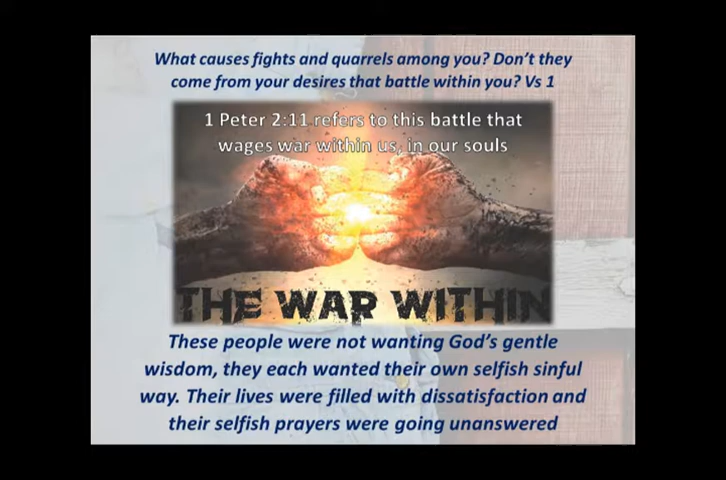 What causes fights and quarrels among you? Don't they
come from your desires that battle within you? Vs 1
1 Peter 2:11 refers to this battle that
wages war within us, in our souls
THE WAR WITHIN
These people were not wanting God's gentle
wisdom, they each wanted their own selfish sinful
way. Their lives were filled with dissatisfaction and
their selfish prayers were going unanswered